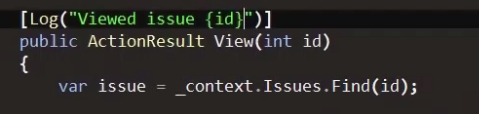 [Log("Viewed issue {id}")]
public ActionResult View(int id)
{
    var issue = _context.Issues.Find(id);